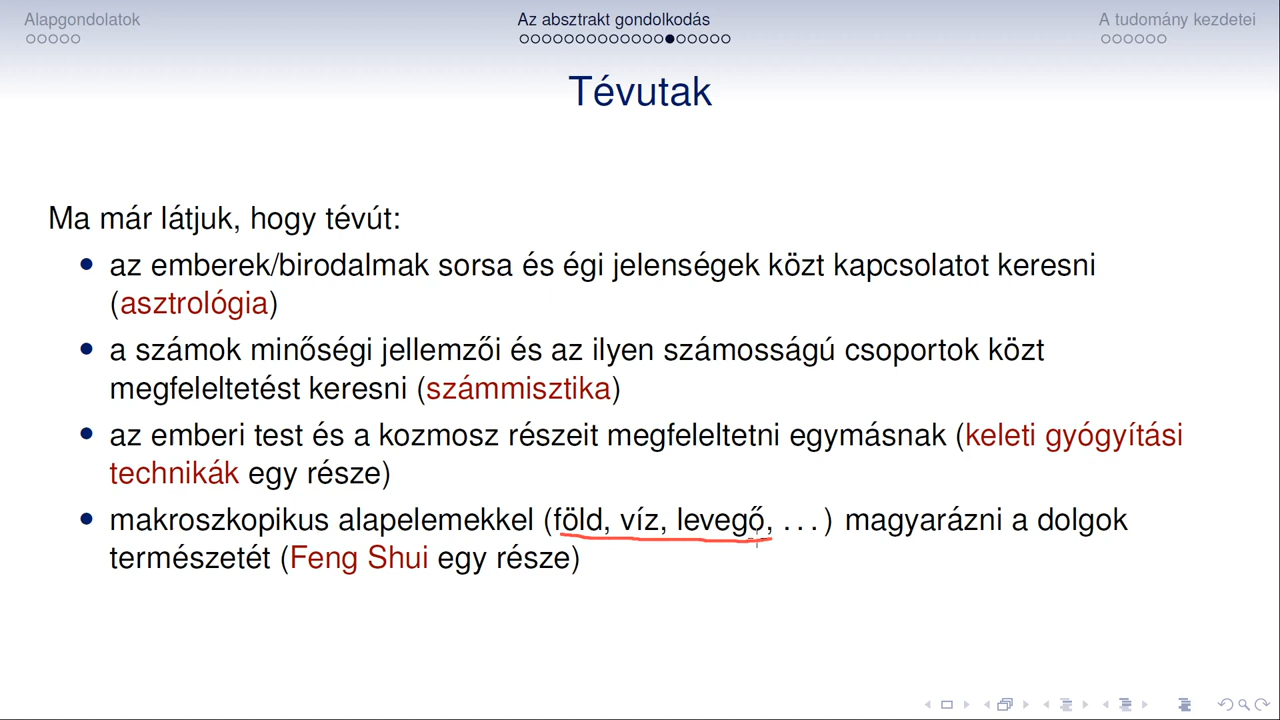 Alapgondolatok
Az absztrakt gondolkodás
A tudomány kezdetei
Tévutak
Ma már látjuk, hogy tévút:
az emberek/birodalmak sorsa és égi jelenségek közt kapcsolatot keresni
(asztrológia)
a számok minőségi jellemzői és az ilyen számosságú csoportok közt
megfeleltetést keresni (számmisztika)
az emberi test és a kozmosz részeit megfeleltetni egymásnak (keleti gyógyítási
technikák egy része)
makroszkopikus alapelemekkel (föld, víz, levegő, ...) magyarázni a dolgok
természetét (Feng Shui egy része)